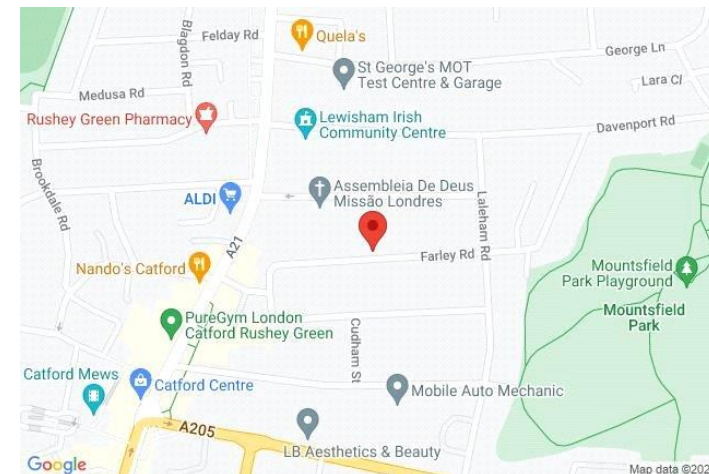 Felday Rd
Blagdon Rd
Quela's
George Ln
St George's MOT
Test Centre & Garage
Lara Cl
Medusa Rd
Rushey Green Pharmacy
Lewisham Irish
Community Centre
Davenport Rd
Brookdale Rd
ALDI
Assembleia De Deus
Missão Londres
Laleham Rd
A21
Farley Rd
Nando's Catford
Mountsfield
Park Playground
Mountsfield
Park
PureGym London
Catford Rushey Green
Cudham St
Catford Mews
Catford Centre
Mobile Auto Mechanic
A205
LB Aesthetics & Beauty
Google
Map data ©202